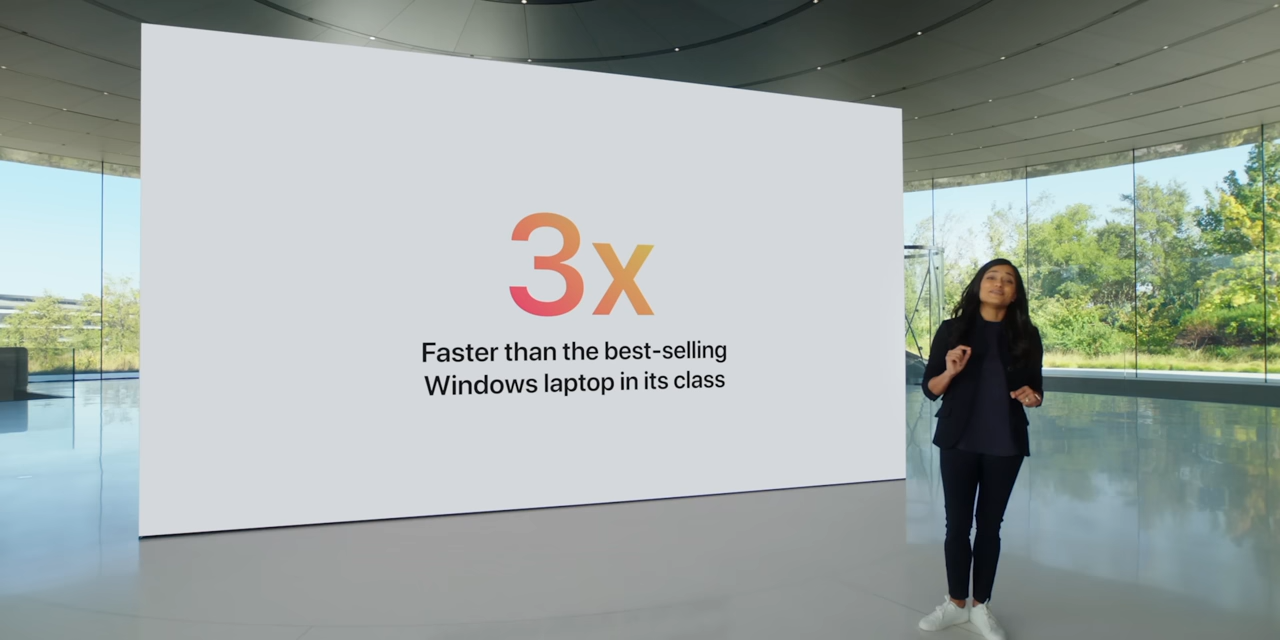 3x
Faster than the best-selling
Windows laptop in its class